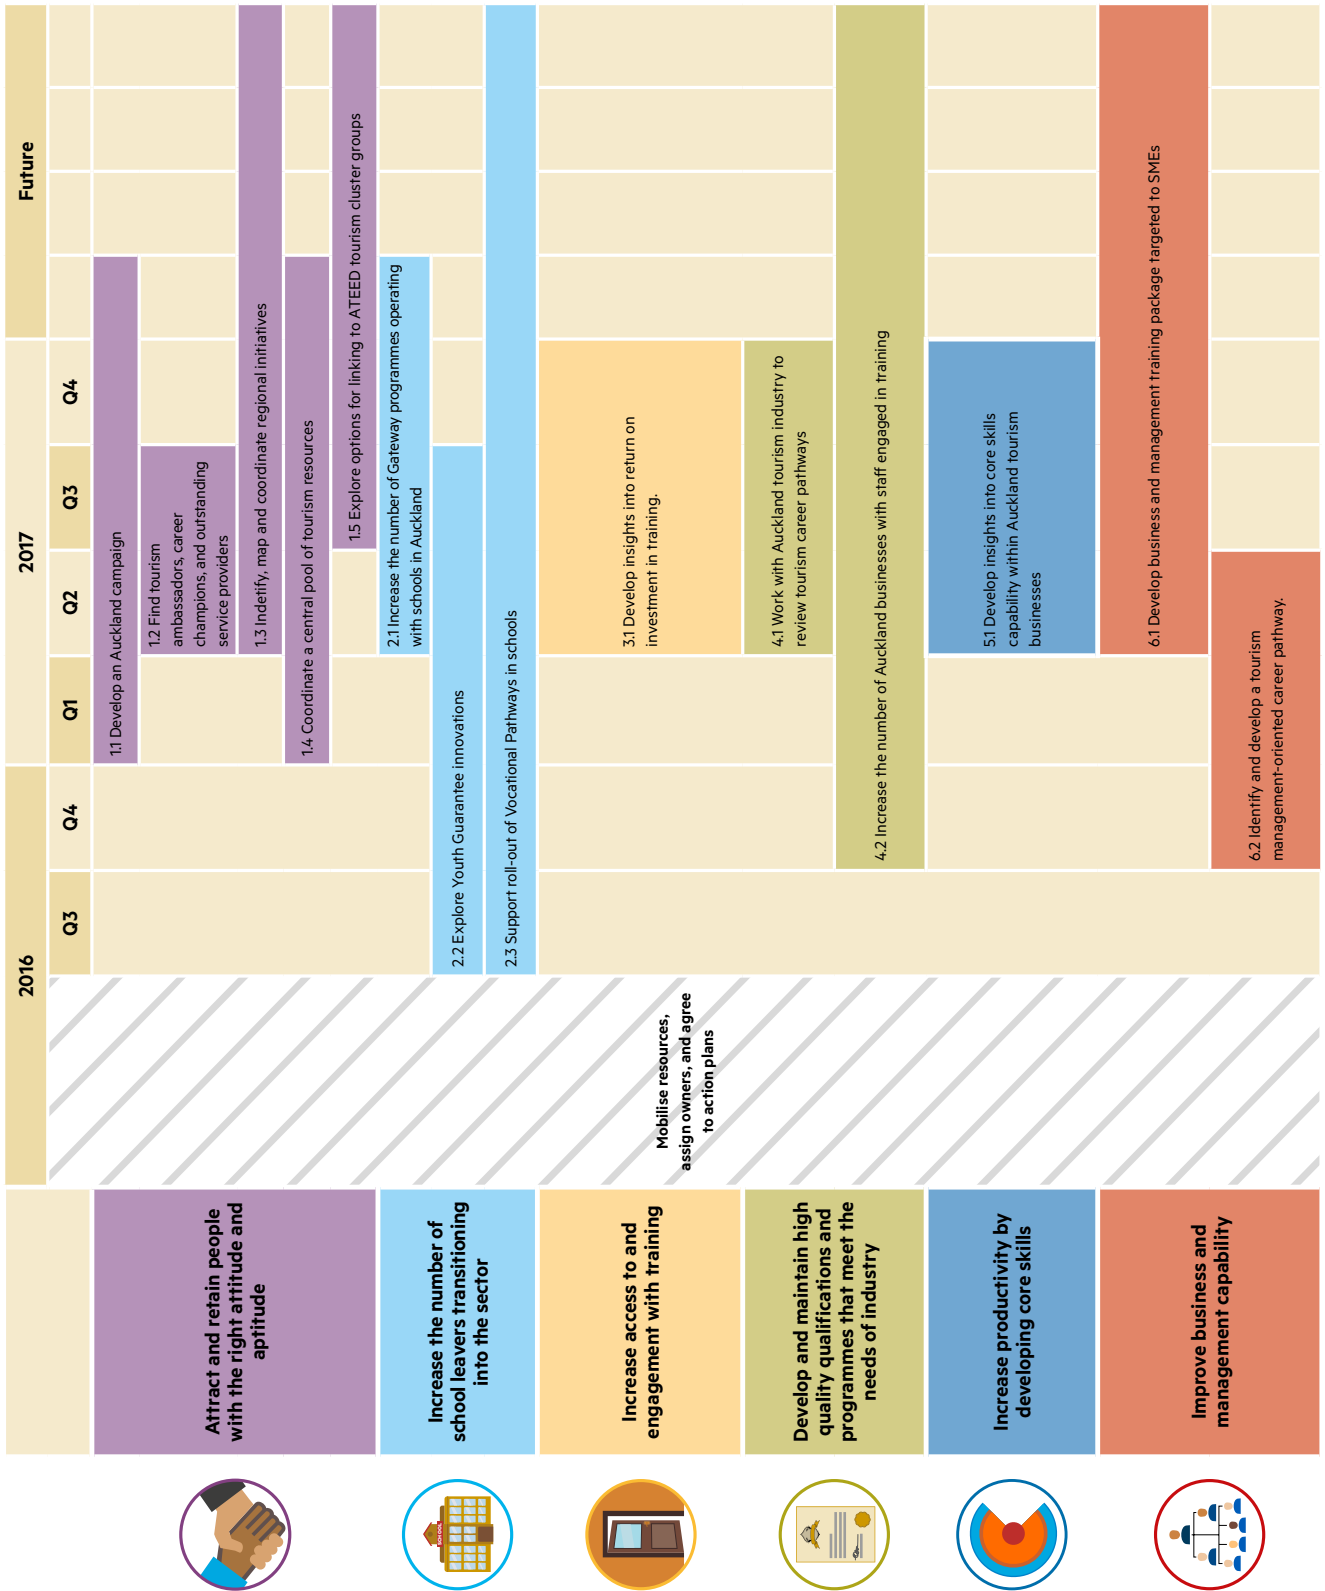 2016
2017
Future
Q3
Q4
Q1
Q2
Q3
Q4
Attract and retain people
with the right attitude and
aptitude
1.1 Develop an Auckland campaign
1.2 Find tourism
ambassadors, career
champions, and outstanding
service providers
1.3 Indetify, map and coordinate regional initiatives
1.4 Coordinate a central pool of tourism resources
1.5 Explore options for linking to ATEED tourism cluster groups
SCHOOL
Increase the number of
school leavers transitioning
into the sector
2.1 Increase the number of Gateway programmes operating
with schools in Auckland
2.2 Explore Youth Guarantee innovations
2.3 Support roll-out of Vocational Pathways in schools
Mobilise resources,
assign owners, and agree
to action plans
Increase access to and
engagement with training
3.1 Develop insights into return on
investment in training.
Develop and maintain high
quality qualifications and
programmes that meet the
needs of industry
4.1 Work with Auckland tourism industry to
review tourism career pathways
4.2 Increase the number of Auckland businesses with staff engaged in training
Increase productivity by
developing core skills
5.1 Develop insights into core skills
capability within Auckland tourism
businesses
Improve business and
management capability
6.1 Develop business and management training package targeted to SMEs
6.2 Identify and develop a tourism
management-oriented career pathway.